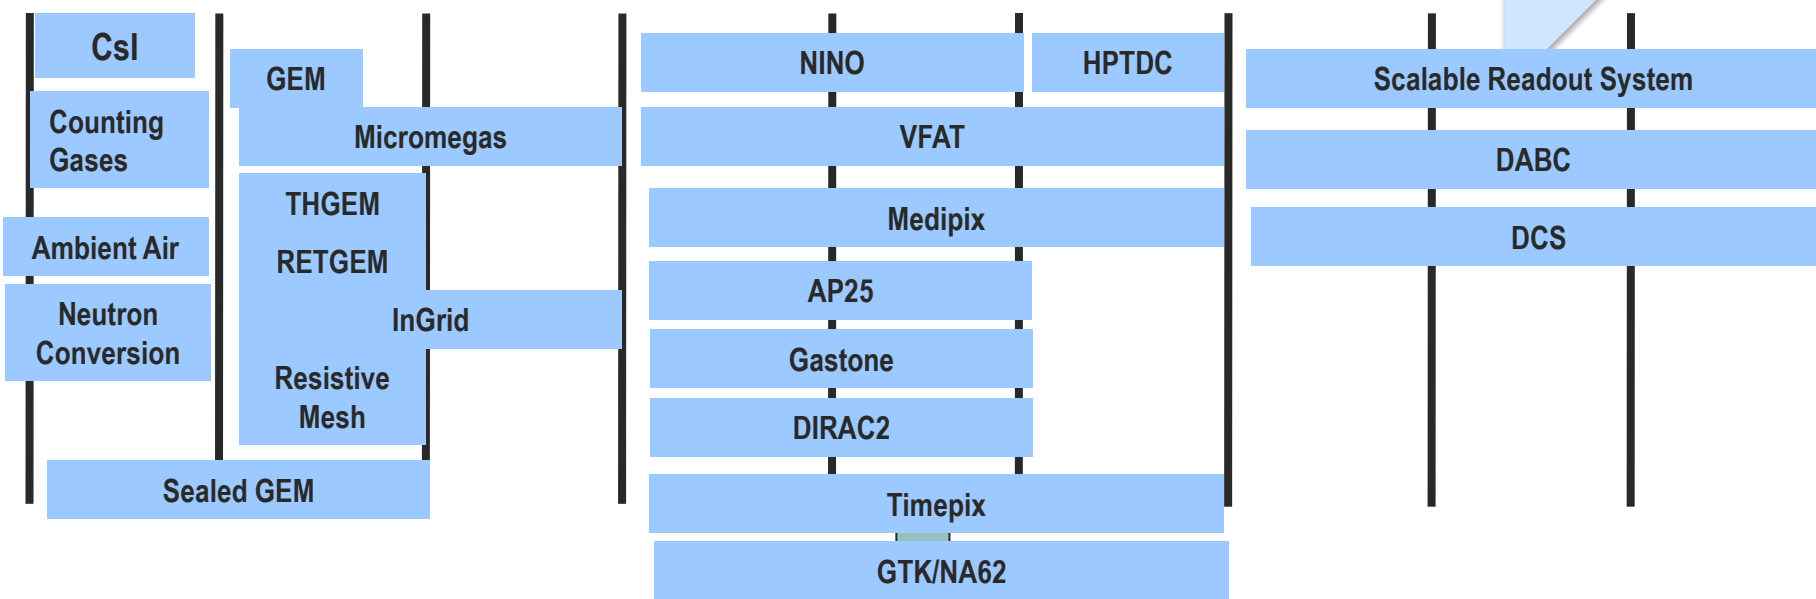 CsI
Counting
Gases
Ambient Air
Neutron
Conversion
GEM
Micromegas
THGEM
RETGEM
InGrid
Resistive
Mesh
Sealed GEM
NINO
HPTDC
VFAT
Medipix
AP25
Gastone
DIRAC2
Timepix
GTK/NA62
Scalable Readout System
DABC
DCS